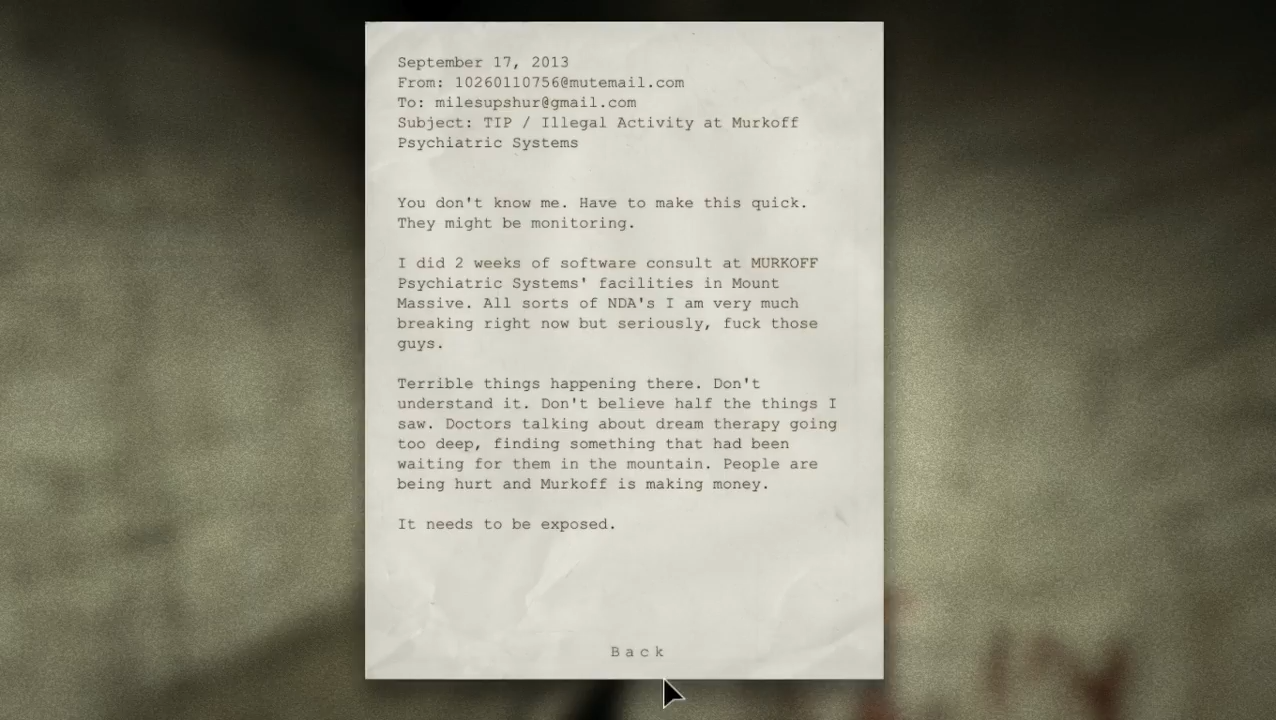 September 17, 2013
From: 10260110756@mutemail.com
To: milesupshur@gmail.com
Subject: TIP / Illegal Activity at Murkoff
Psychiatric Systems
You don't know me. Have to make this quick.
They might be monitoring.
I did 2 weeks of software consult at MURKOFF
Psychiatric Systems' facilities in Mount
Massive. All sorts of NDA's I am very much
breaking right now but seriously, fuck those
guys.
Terrible things happening there. Don't
understand it. Don't believe half the things I
saw. Doctors talking about dream therapy going
too deep, finding something that had been
waiting for them in the mountain. People are
being hurt and Murkoff is making money.
It needs to be exposed.
Back